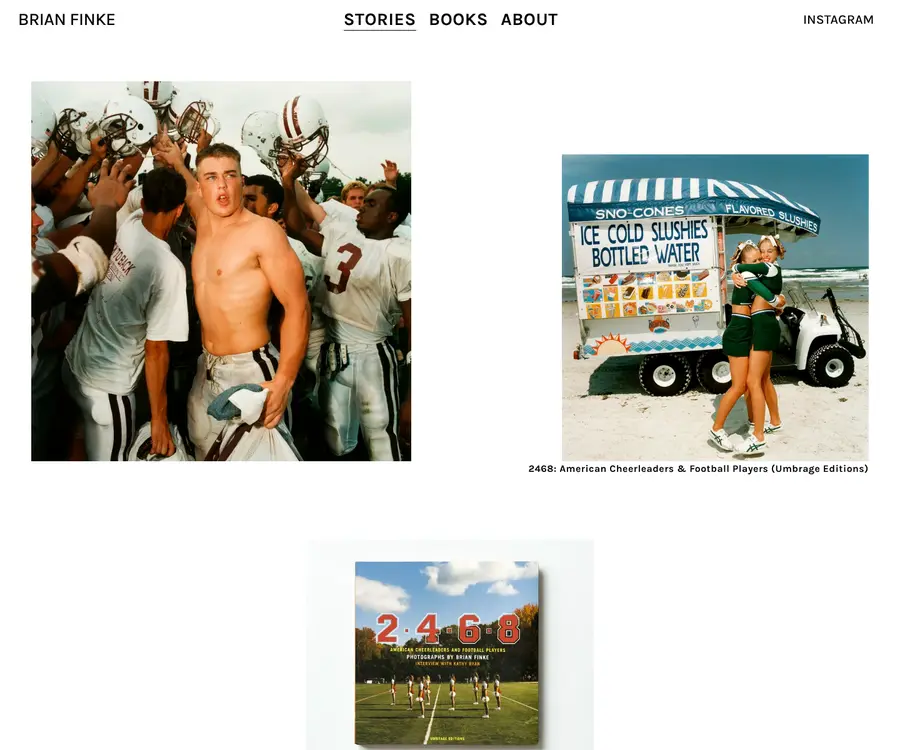 BRIAN FINKE
STORIES BOOKS ABOUT
INSTAGRAM
3
SNO-CONES
FLAVORED SLUSHIES
ICE COLD SLUSHIES
BOTTLED WATER
2468: American Cheerleaders & Football Players (Umbrage Editions)
2·4·6·8
AMERICAN CHEERLEADERS AND FOOTBALL PLAYERS
PHOTOGRAPHS BY BRIAN FINKE
INTERVIEW WITH KATHY RYAN
UMBRAGE EDITIONS